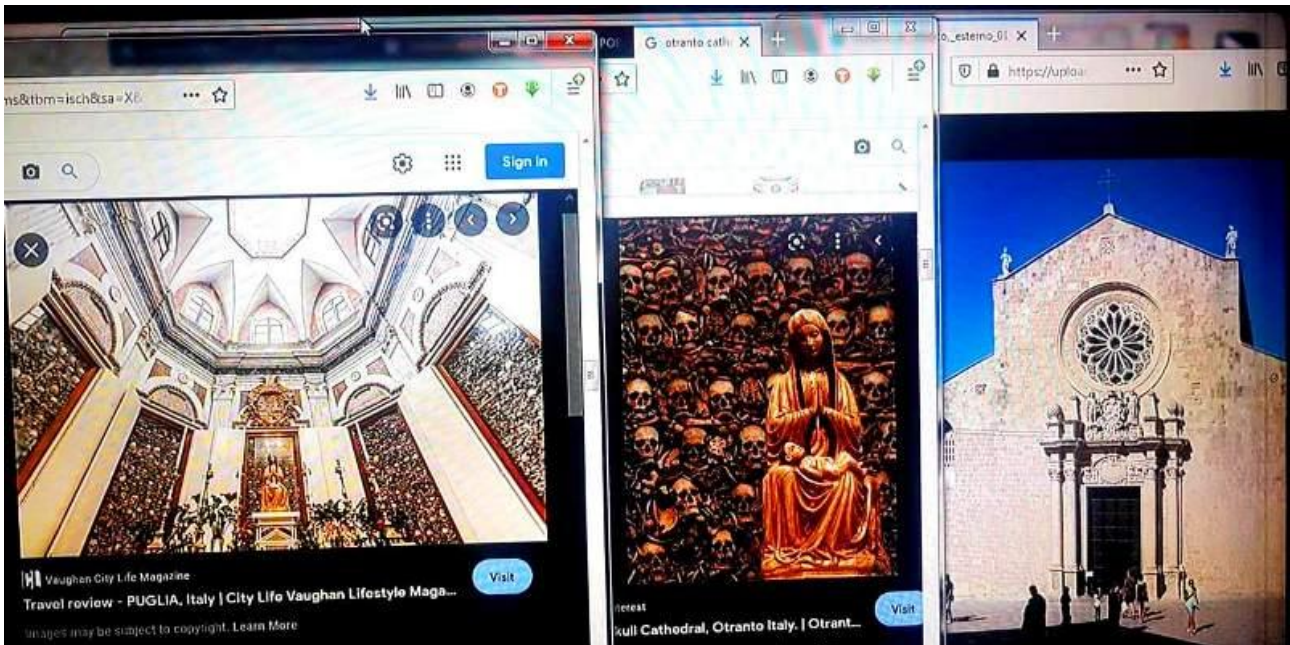 otranto cath
_esterno_01
ms&tbm=isch&sa=X&
https://uploa
Sign in
Vaughan City Life Magazine
Travel review - PUGLIA, Italy | City Life Vaughan Lifestyle Maga...
Visit
Images may be subject to copyright. Learn More
terest
kull Cathedral, Otranto Italy. | Otrant...
Visit